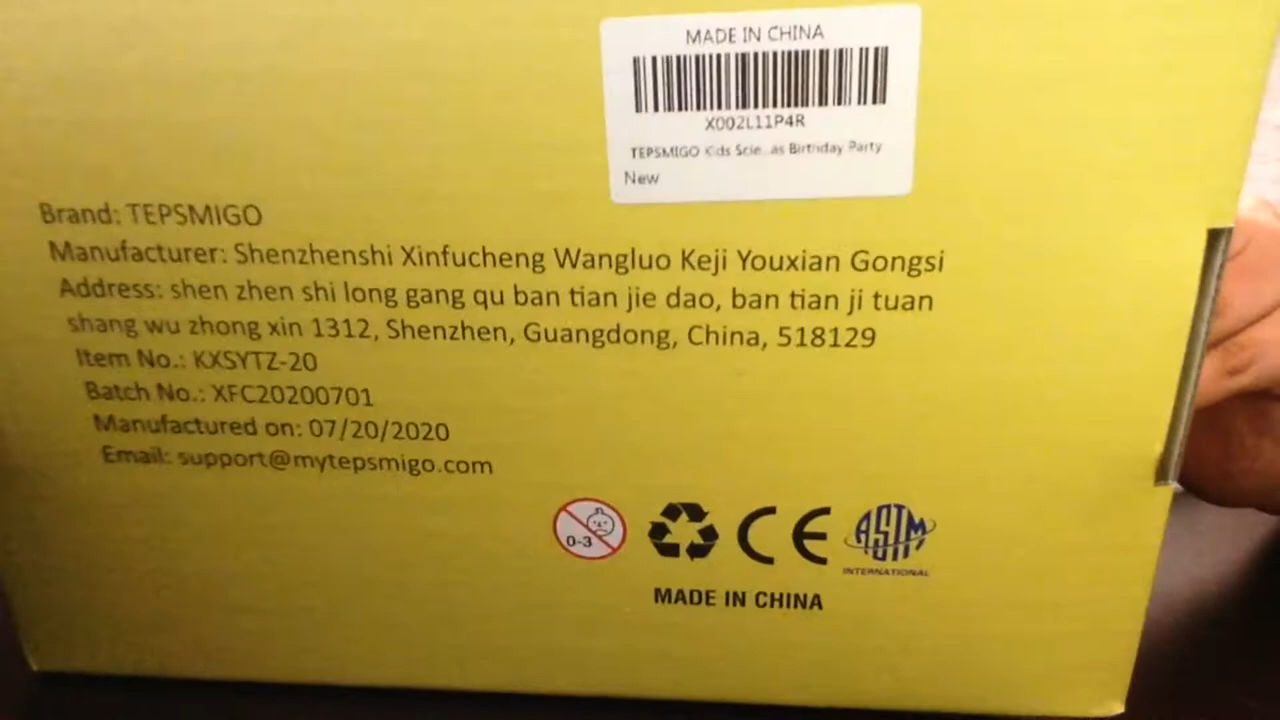 MADE IN CHINA
X002L11P4R
TEPSMIGO Kids Scie...as Birthday Party
New
Brand: TEPSMIGO
Manufacturer: Shenzhenshi Xinfucheng Wangluo Keji Youxian Gongsi
Address: shen zhen shi long gang qu ban tian jie dao, ban tian ji tuan
shang wu zhong xin 1312, Shenzhen, Guangdong, China, 518129
Item No.: KXSYTZ-20
Batch No.: XFC20200701
Manufactured on: 07/20/2020
Email: support@mytepsmigo.com
0-3
CE
ASTM
INTERNATIONAL
MADE IN CHINA